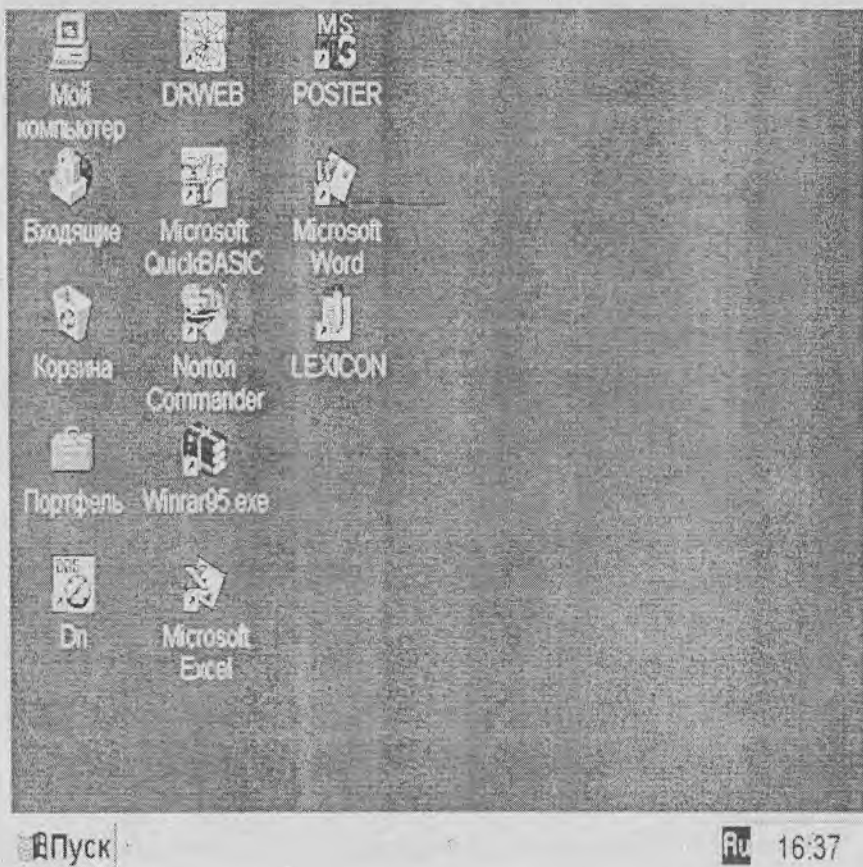 MS
Мой
компьютер
DRWEB
POSTER
Входящие
Microsoft
QuickBASIC
Microsoft
Word
Корзина
Norton
Commander
LEXICON
Портфель
Winrar95.exe
DOS
Dn
Microsoft
Excel
Пуск
Ru
16:37